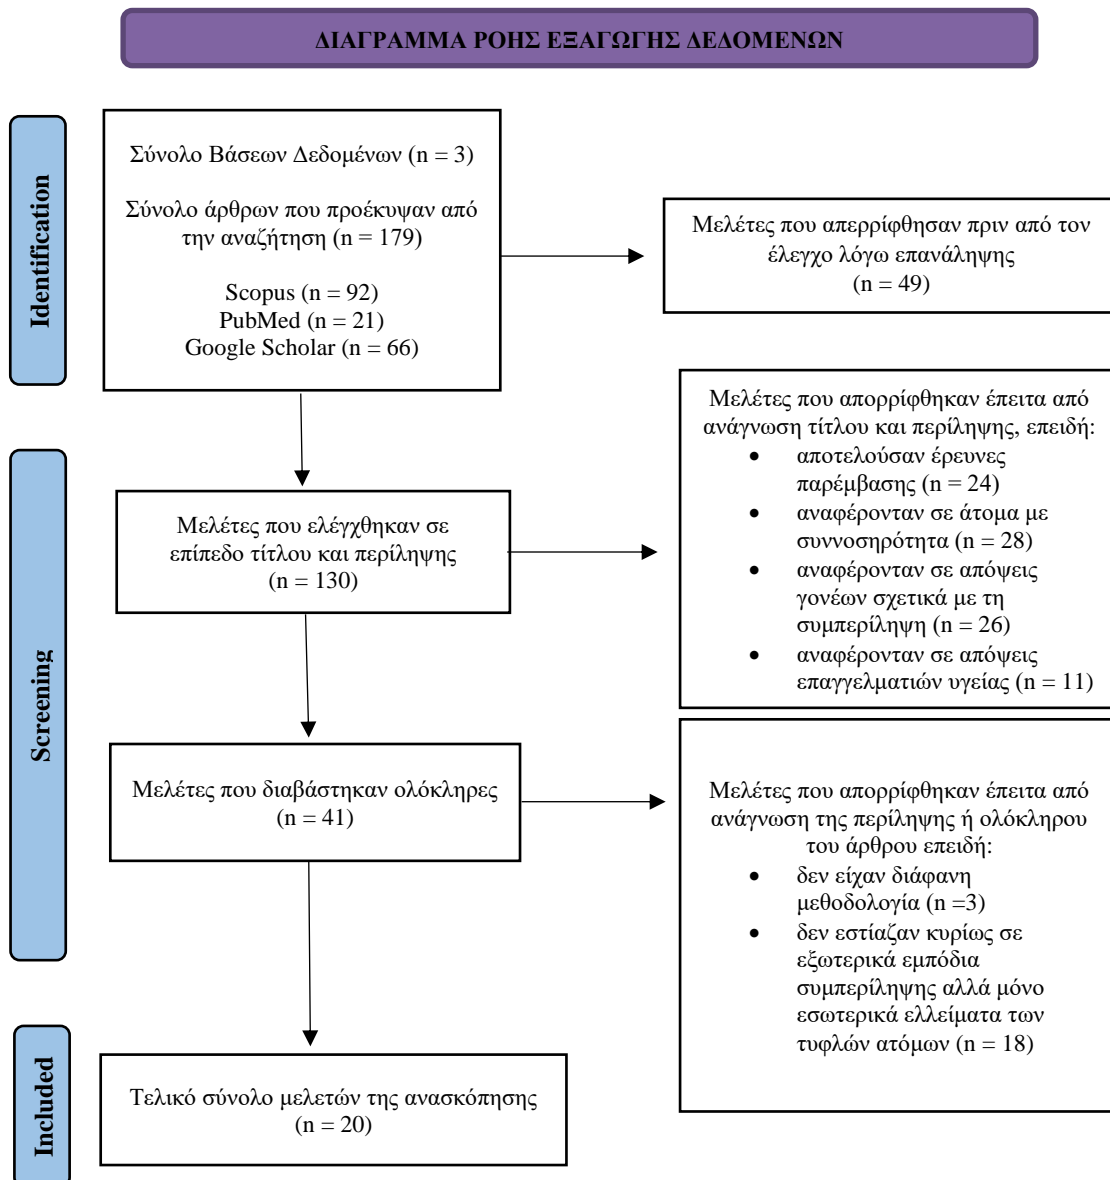 ΔΙΑΓΡΑΜΜΑ ΡΟΗΣ ΕΞΑΓΩΓΗΣ ΔΕΔΟΜΕΝΩΝ
Identification
Σύνολο Βάσεων Δεδομένων (n = 3)
Σύνολο άρθρων που προέκυψαν από
την αναζήτηση (n = 179)
Scopus (n = 92)
PubMed (n = 21)
Google Scholar (n = 66)
Μελέτες που απερρίφθησαν πριν από τον
έλεγχο λόγω επανάληψης
(n = 49)
Screening
Μελέτες που ελέγχθηκαν σε
επίπεδο τίτλου και περίληψης
(n = 130)
Μελέτες που απορρίφθηκαν έπειτα από
ανάγνωση τίτλου και περίληψης, επειδή:
• αποτελούσαν έρευνες
παρέμβασης (n = 24)
• αναφέρονταν σε άτομα με
συννοσηρότητα (n = 28)
• αναφέρονταν σε απόψεις
γονέων σχετικά με τη
συμπερίληψη (n = 26)
• αναφέρονταν σε απόψεις
επαγγελματιών υγείας (n = 11)
Μελέτες που διαβάστηκαν ολόκληρες
(n = 41)
Μελέτες που απορρίφθηκαν έπειτα από
ανάγνωση της περίληψης ή ολόκληρου
του άρθρου επειδή:
• δεν είχαν διάφανη
μεθοδολογία (n =3)
• δεν εστίαζαν κυρίως σε
εξωτερικά εμπόδια
συμπερίληψης αλλά μόνο
εσωτερικά ελλείματα των
τυφλών ατόμων (n = 18)
Included
Τελικό σύνολο μελετών της ανασκόπησης
(n = 20)